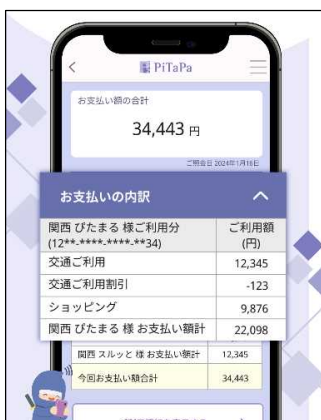 PiTaPa
お支払い額の合計
34,443 円
ご照会日 2024年1月16日
お支払いの内訳
関西 ぴたまる 様ご利用分 ご利用額
(12**-****-****-**34) (円)
交通ご利用 12,345
交通ご利用割引 -123
ショッピング 9,876
関西 ぴたまる 様 お支払い額計 22,098
関西 スルッと 様 お支払い額計 12,345
今回お支払い額合計 34,443